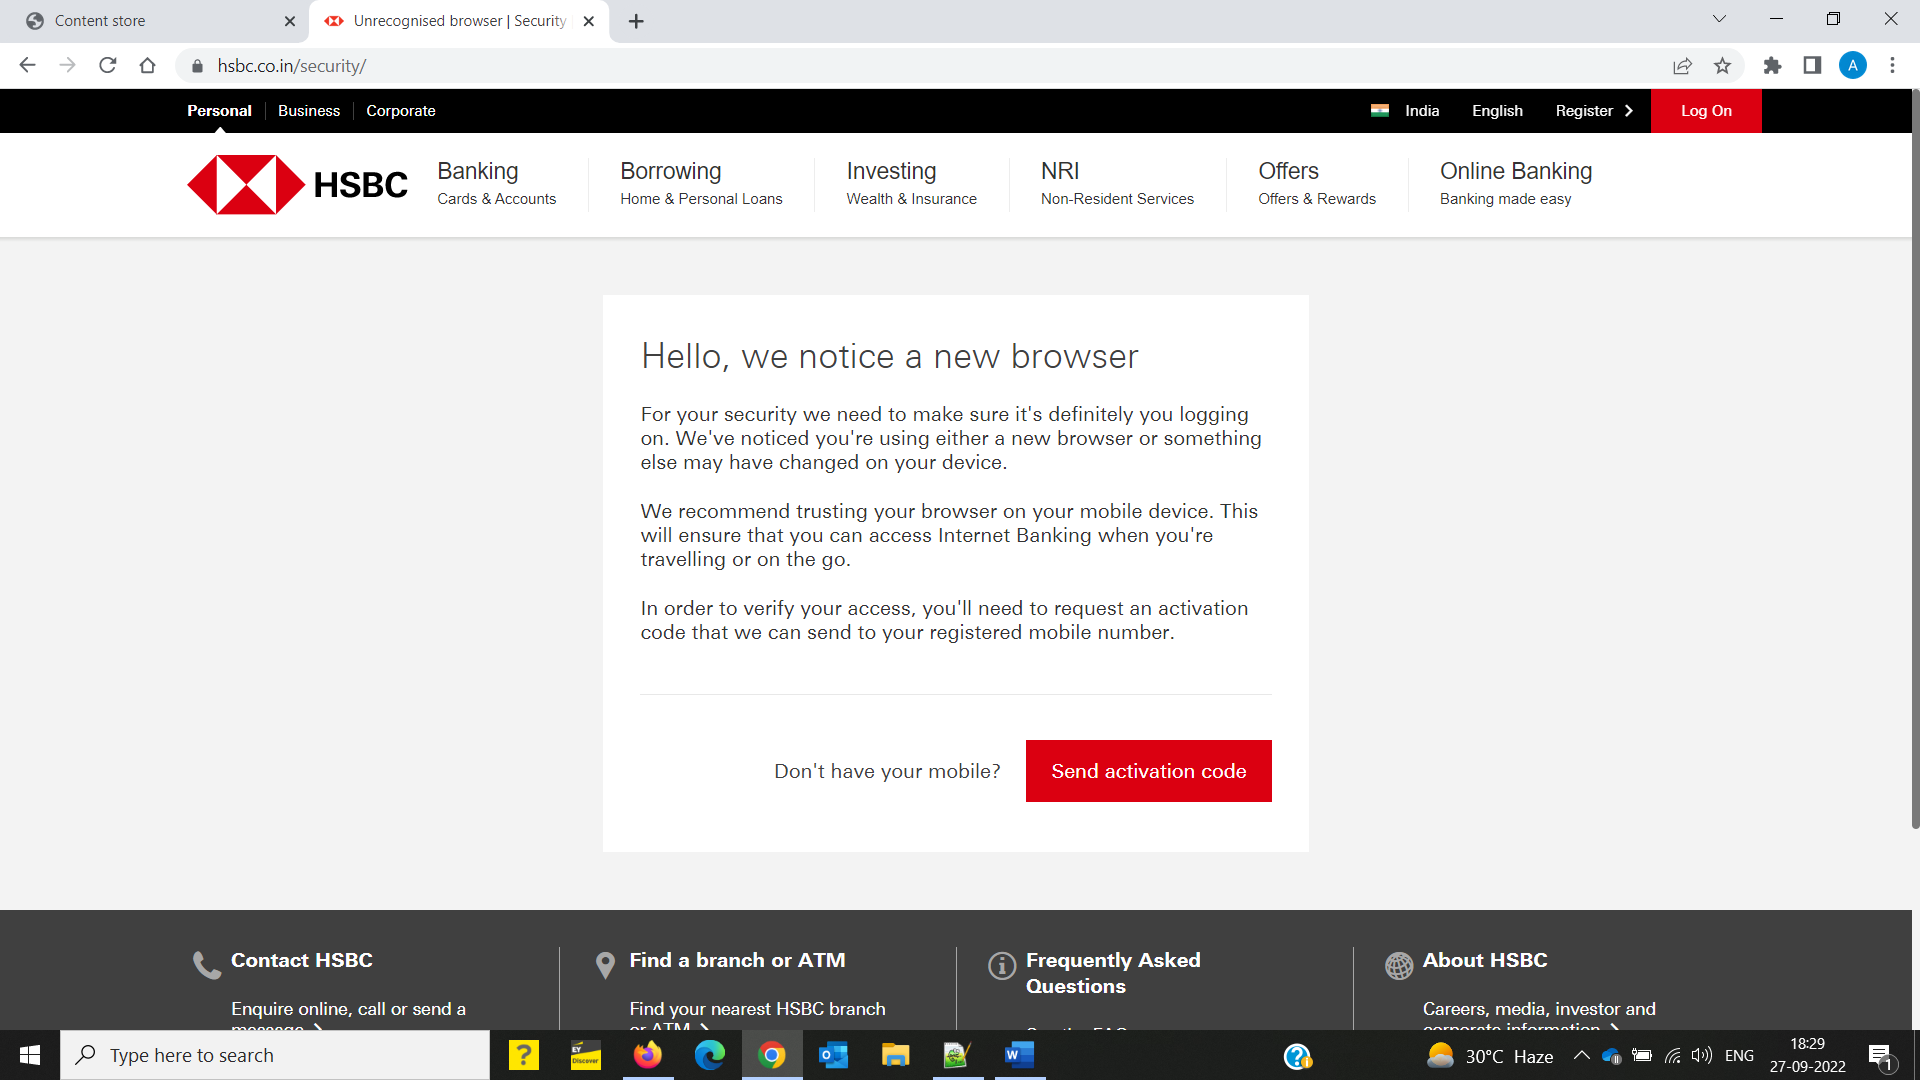 Content store
Unrecognised browser | Security
hsbc.co.in/security/
A
Personal
Business
Corporate
India
English
Register
Log On
HSBC
Banking
Cards & Accounts
Borrowing
Home & Personal Loans
Investing
Wealth & Insurance
NRI
Non-Resident Services
Offers
Offers & Rewards
Online Banking
Banking made easy
Hello, we notice a new browser
For your security we need to make sure it's definitely you logging
on. We've noticed you're using either a new browser or something
else may have changed on your device.
We recommend trusting your browser on your mobile device. This
will ensure that you can access Internet Banking when you're
travelling or on the go.
In order to verify your access, you'll need to request an activation
code that we can send to your registered mobile number.
Don't have your mobile?
Send activation code
Contact HSBC
Enquire online, call or send a
message
Find a branch or ATM
Find your nearest HSBC branch
or ATM
Frequently Asked
Questions
About HSBC
Careers, media, investor and
corporate information
Type here to search
EY
Discover
30°C Haze
ENG
18:29
27-09-2022
1